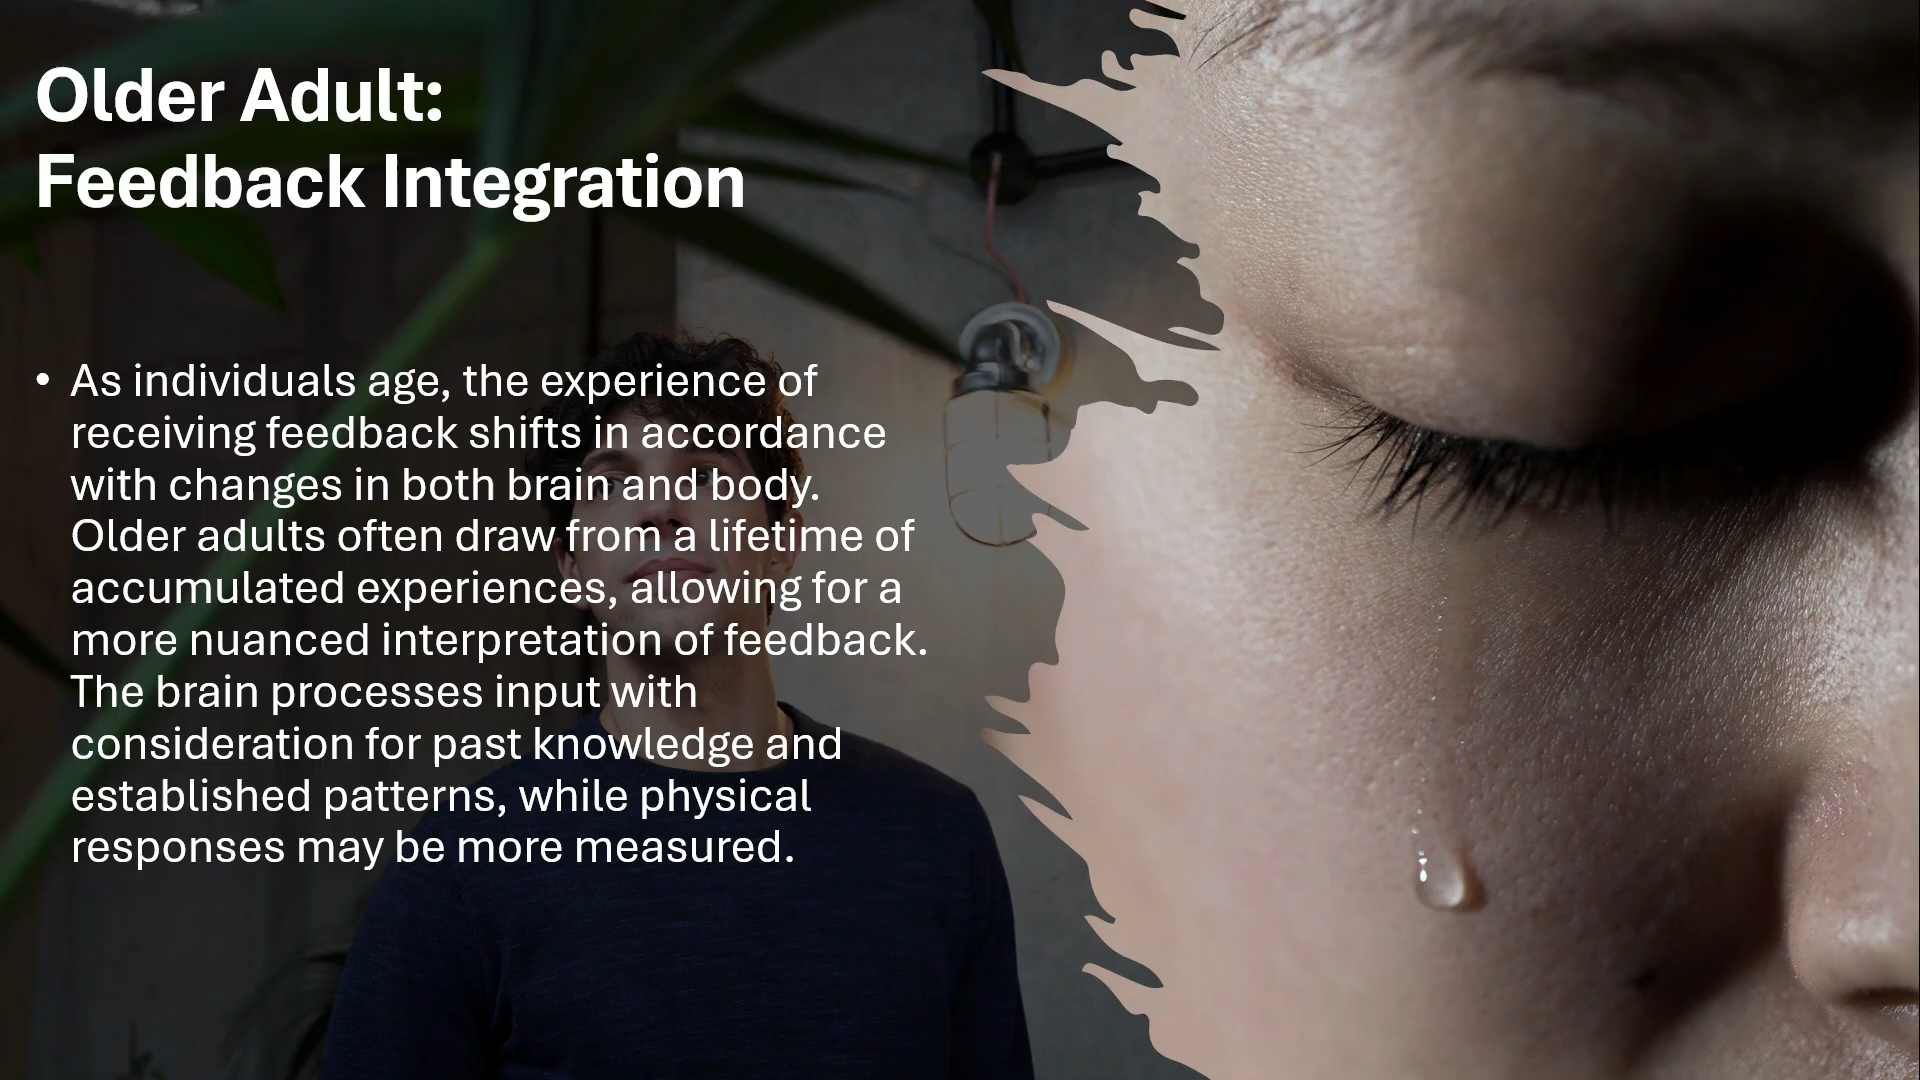 Older Adult:
Feedback Integration
• As individuals age, the experience of
receiving feedback shifts in accordance
with changes in both brain and body.
Older adults often draw from a lifetime of
accumulated experiences, allowing for a
more nuanced interpretation of feedback.
The brain processes input with
consideration for past knowledge and
established patterns, while physical
responses may be more measured.